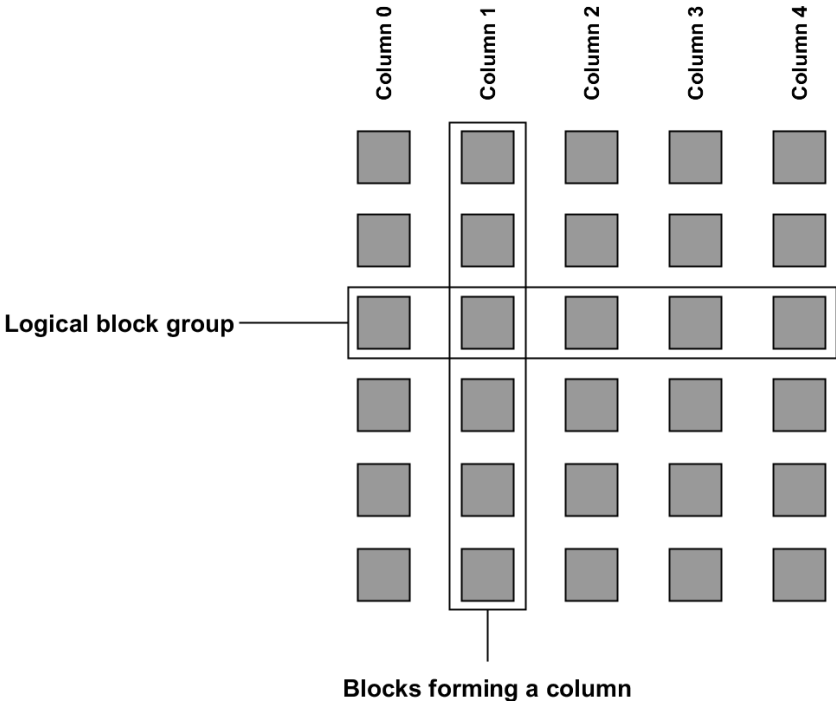 Column 0
Column 1
Column 2
Column 3
Column 4
Logical block group
Blocks forming a column